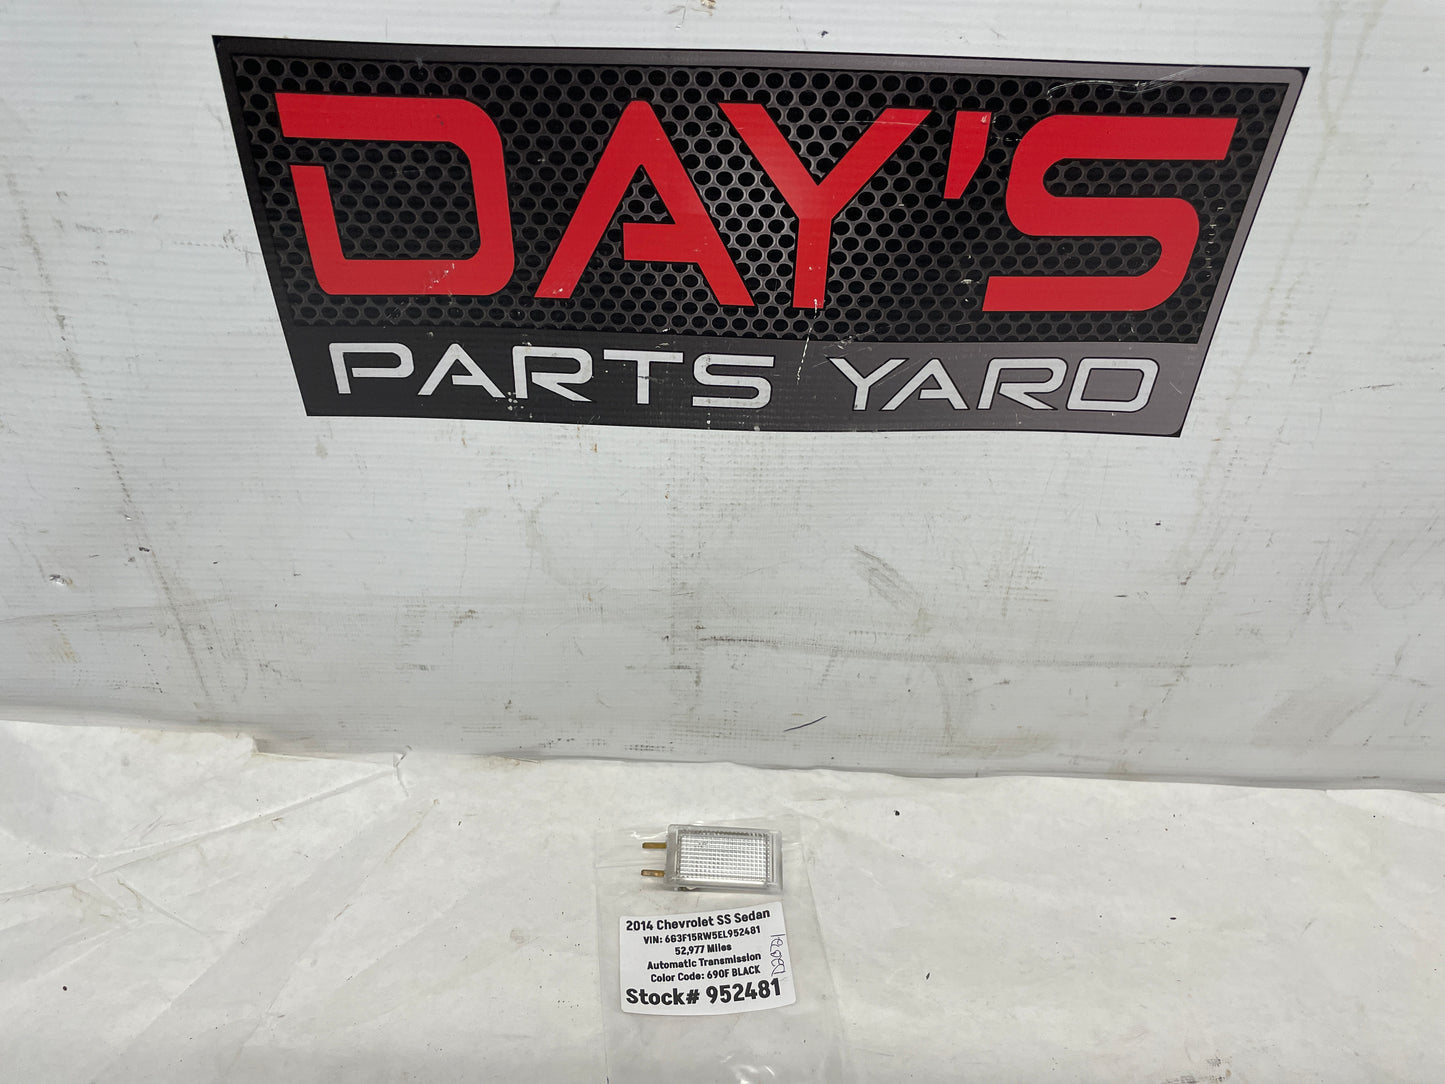 DAY'S
PARTS YARD
2014 Chevrolet SS Sedan
VIN: 6G3F15RW5EL952481
52,977 Miles
Automatic Transmission
Color Code: 690F BLACK
Stock# 952481